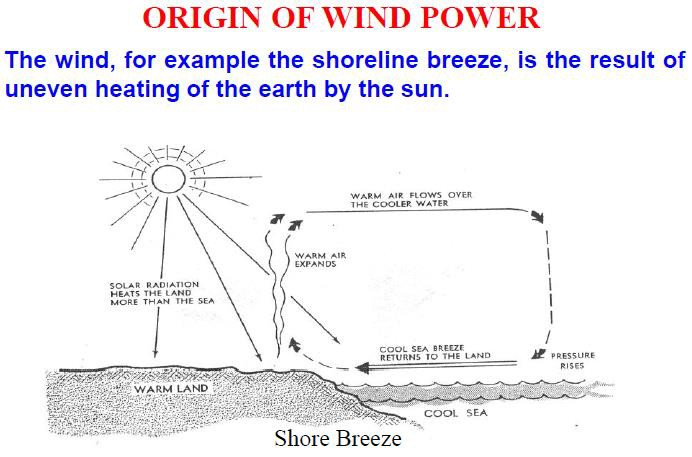 ORIGIN OF WIND POWER
The wind, for example the shoreline breeze, is the result of
uneven heating of the earth by the sun.
WARM AIR FLOWS OVER
THE COOLER WATER
WARM AIR
EXPANDS
SOLAR RADIATION
HEATS THE LAND
MORE THAN THE SEA
COOL SEA BREEZE
RETURNS TO THE LAND
PRESSURE
RISES
WARM LAND
COOL SEA
Shore Breeze